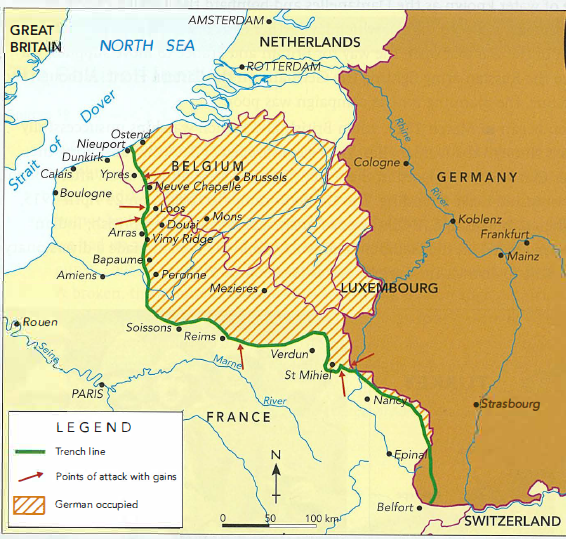 AMSTERDAM
GREAT
BRITAIN
NORTH SEA
NETHERLANDS
ROTTERDAM
Strait of Dover
Ostend
Nieuport
Dunkirk
Calais
Ypres
BELGIUM
Brussels
Boulogne
Neuve Chapelle
Loos
Mons
Douai
Arras
Vimy Ridge
Bapaume
Peronne
Amiens
Mezieres
LUXEMBOURG
Rhine
River
Cologne
GERMANY
Koblenz
Frankfurt
Mainz
Rouen
Seine
Soissons
Reims
Verdun
Marne
River
St Mihiel
PARIS
Nancy
Strasbourg
FRANCE
Epinal
Belfort
SWITZERLAND
LEGEND
Trench line
Points of attack with gains
German occupied
N
0 50 100 km